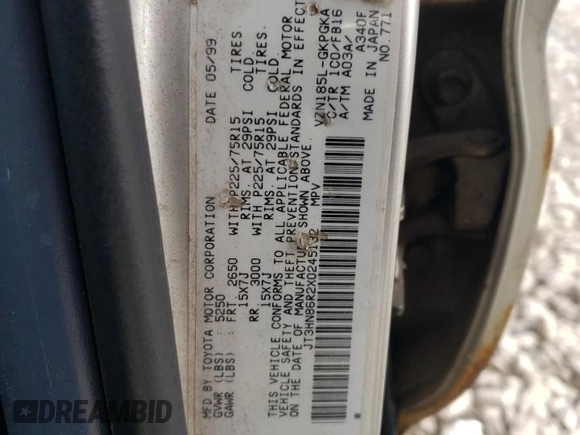 MFD BY TOYOTA MOTOR CORPORATION DATE 05/99
GVWR (LBS) 5250
GAWR (LBS) FRT. 2650 WITH P225/75R15 TIRES.
15X7J RIMS. AT 29PSI COLD
RR. 3000 WITH P225/75R15 TIRES.
15X7J RIMS. AT 29PSI COLD
THIS VEHICLE CONFORMS TO ALL APPLICABLE FEDERAL MOTOR
VEHICLE SAFETY AND THEFT PREVENTION STANDARDS IN EFFECT
ON THE DATE OF MANUFACTURE SHOWN ABOVE.
JT3HN86R2X0245132 MPV
VZN185L-GKPGKA
C/TR 1C0/FB16
A/TM A03A/
A340F
MADE IN JAPAN
NO.771
DREAMBID